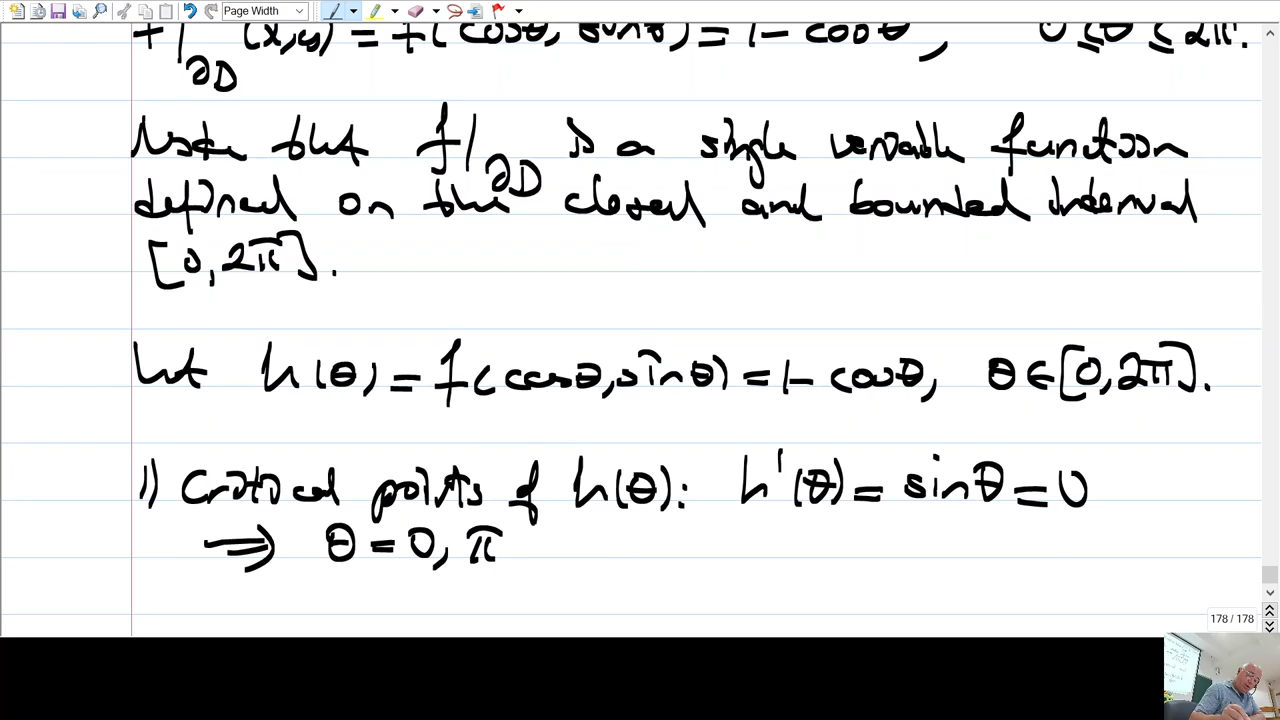 Page Width
f|∂D (x,y) = f(cosθ, sinθ) = 1 - cosθ, 0 ≤ θ ≤ 2π.
Note that f|∂D is a single variable function
defined on the closed and bounded interval
[0, 2π].
Let h(θ) = f(cosθ, sinθ) = 1 - cosθ, θ ∈ [0, 2π].
1) Critical points of h(θ): h'(θ) = sinθ = 0
⟹ θ = 0, π
178 / 178